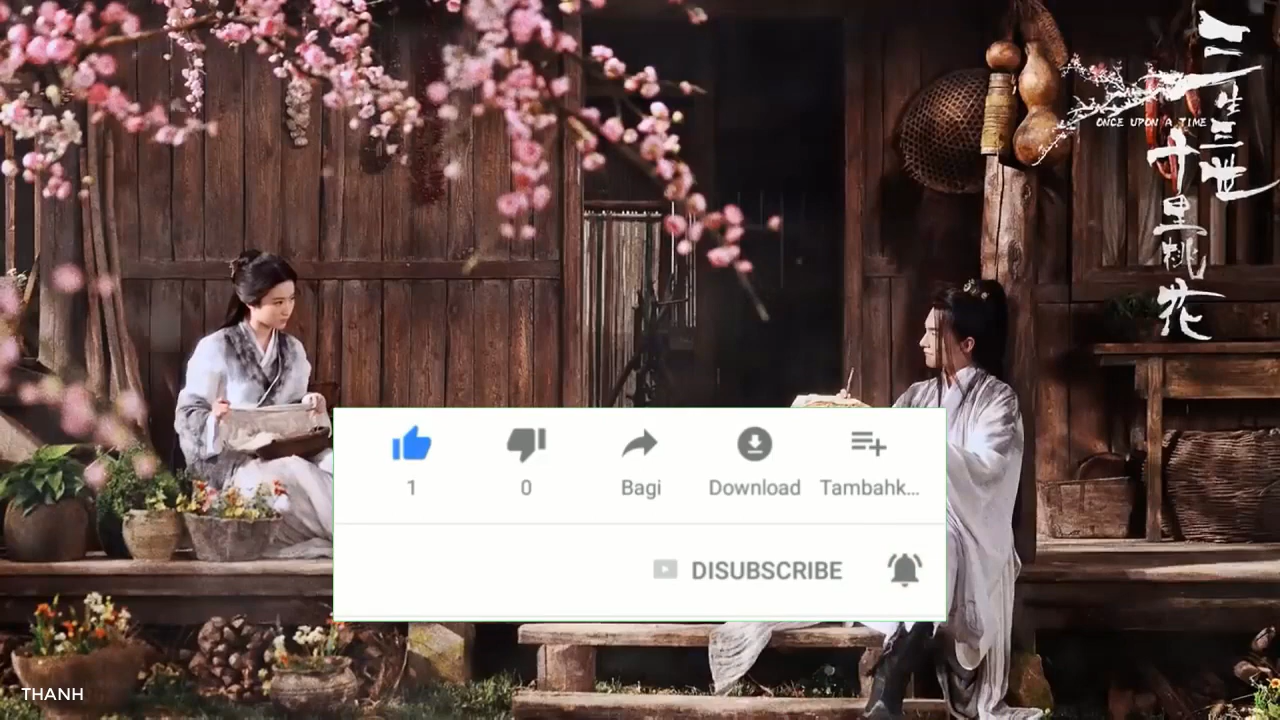 三生三世
十里桃花
ONCE UPON A TIME
1
0
Bagi
Download
Tambahk...
DISUBSCRIBE
THANH